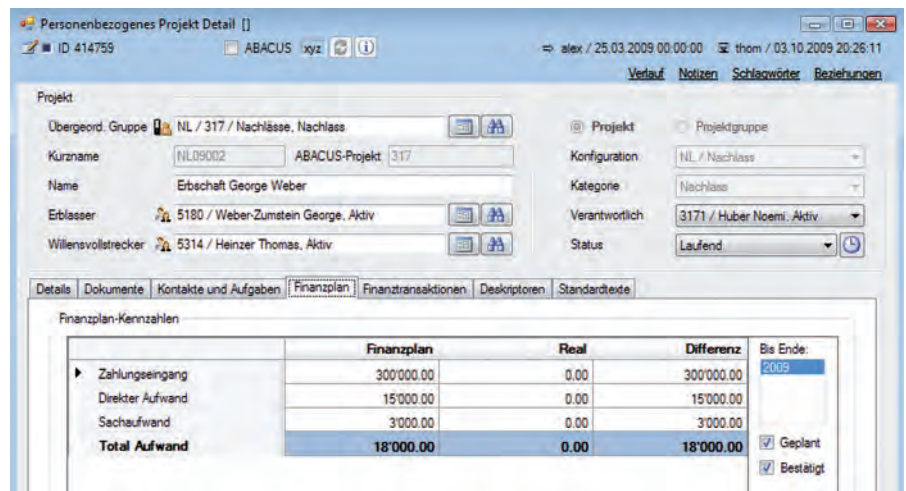 Personenbezogenes Projekt Detail []
ID 414759 ABACUS xyz alex / 25.03.2009 00:00:00 thom / 03.10.2009 20:26:11
Verlauf Notizen Schlagwörter Beziehungen
Projekt
Übergeord. Gruppe NL / 317 / Nachlässe, Nachlass Projekt Projektgruppe
Kurzname NL09002 ABACUS-Projekt 317 Konfiguration NL / Nachlass
Name Erbschaft George Weber Kategorie Nachlass
Erblasser 5180 / Weber-Zumstein George, Aktiv Verantwortlich 3171 / Huber Noemi, Aktiv
Willensvollstrecker 5314 / Heinzer Thomas, Aktiv Status Laufend
Details Dokumente Kontakte und Aufgaben Finanzplan Finanztransaktionen Deskriptoren Standardtexte
Finanzplan-Kennzahlen
Finanzplan Real Differenz Bis Ende:
Zahlungseingang 300'000.00 0.00 300'000.00 2009
Direkter Aufwand 15'000.00 0.00 15'000.00
Sachaufwand 3'000.00 0.00 3'000.00
Total Aufwand 18'000.00 0.00 18'000.00 Geplant
Bestätigt